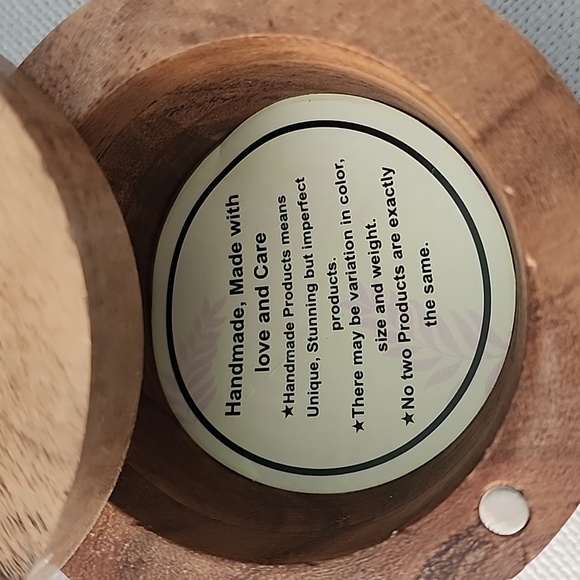 Handmade, Made with
love and Care
★Handmade Products means
Unique, Stunning but imperfect
products.
★There may be variation in color,
size and weight.
★No two Products are exactly
the same.